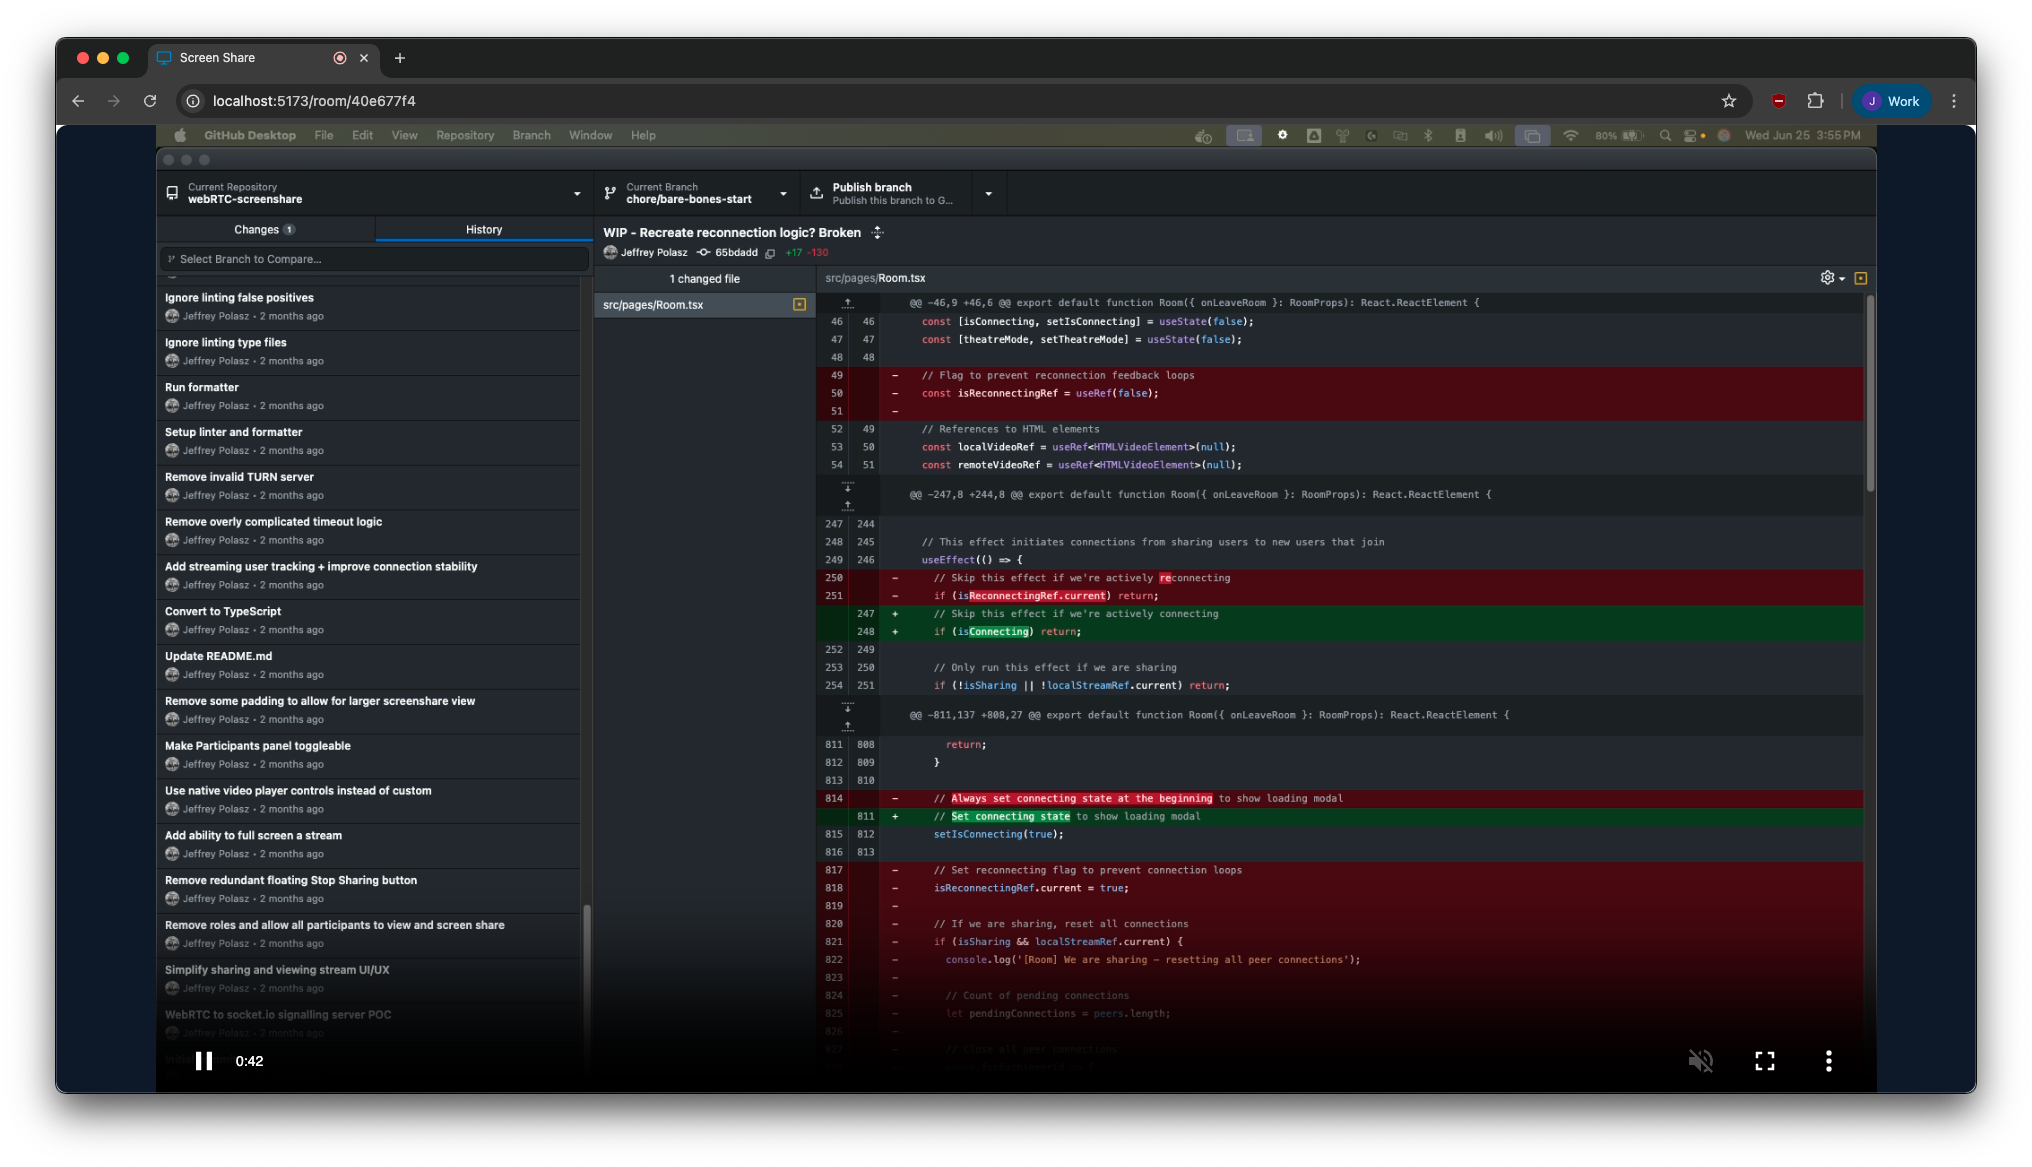 Screen Share
localhost:5173/room/40e677f4
J Work
GitHub Desktop File Edit View Repository Branch Window Help
80% Wed Jun 25 3:55 PM
Current Repository
webRTC-screenshare
Current Branch
chore/bare-bones-start
Publish branch
Publish this branch to G...
Changes 1
History
Select Branch to Compare...
Ignore linting false positives
Jeffrey Polasz • 2 months ago
Ignore linting type files
Jeffrey Polasz • 2 months ago
Run formatter
Jeffrey Polasz • 2 months ago
Setup linter and formatter
Jeffrey Polasz • 2 months ago
Remove invalid TURN server
Jeffrey Polasz • 2 months ago
Remove overly complicated timeout logic
Jeffrey Polasz • 2 months ago
Add streaming user tracking + improve connection stability
Jeffrey Polasz • 2 months ago
Convert to TypeScript
Jeffrey Polasz • 2 months ago
Update README.md
Jeffrey Polasz • 2 months ago
Remove some padding to allow for larger screenshare view
Jeffrey Polasz • 2 months ago
Make Participants panel toggleable
Jeffrey Polasz • 2 months ago
Use native video player controls instead of custom
Jeffrey Polasz • 2 months ago
Add ability to full screen a stream
Jeffrey Polasz • 2 months ago
Remove redundant floating Stop Sharing button
Jeffrey Polasz • 2 months ago
Remove roles and allow all participants to view and screen share
Jeffrey Polasz • 2 months ago
Simplify sharing and viewing stream UI/UX
Jeffrey Polasz • 2 months ago
WebRTC to socket.io signalling server POC
Jeffrey Polasz • 2 months ago
WIP - Recreate reconnection logic? Broken
Jeffrey Polasz 65bdadd +17 -130
1 changed file
src/pages/Room.tsx
src/pages/Room.tsx
@@ -46,9 +46,6 @@ export default function Room({ onLeaveRoom }: RoomProps): React.ReactElement {
46 46 const [isConnecting, setIsConnecting] = useState(false);
47 47 const [theatreMode, setTheatreMode] = useState(false);
48 48
49 - // Flag to prevent reconnection feedback loops
50 - const isReconnectingRef = useRef(false);
51 -
52 49 // References to HTML elements
53 50 const localVideoRef = useRef<HTMLVideoElement>(null);
54 51 const remoteVideoRef = useRef<HTMLVideoElement>(null);
@@ -247,8 +244,8 @@ export default function Room({ onLeaveRoom }: RoomProps): React.ReactElement {
247 244
248 245 // This effect initiates connections from sharing users to new users that join
249 246 useEffect(() => {
250 - // Skip this effect if we're actively reconnecting
251 - if (isReconnectingRef.current) return;
247 + // Skip this effect if we're actively connecting
248 + if (isConnecting) return;
252 249
253 250 // Only run this effect if we are sharing
254 251 if (!isSharing || !localStreamRef.current) return;
@@ -811,137 +808,27 @@ export default function Room({ onLeaveRoom }: RoomProps): React.ReactElement {
811 808 return;
812 809 }
813 810
814 - // Always set connecting state at the beginning to show loading modal
811 + // Set connecting state to show loading modal
815 812 setIsConnecting(true);
816 813
817 - // Set reconnecting flag to prevent connection loops
818 - isReconnectingRef.current = true;
819 -
820 - // If we are sharing, reset all connections
821 - if (isSharing && localStreamRef.current) {
822 - console.log('[Room] We are sharing - resetting all peer connections');
823 -
824 - // Count of pending connections
825 - let pendingConnections = peers.length;
826 -
827 - // Close all peer connections
0:42